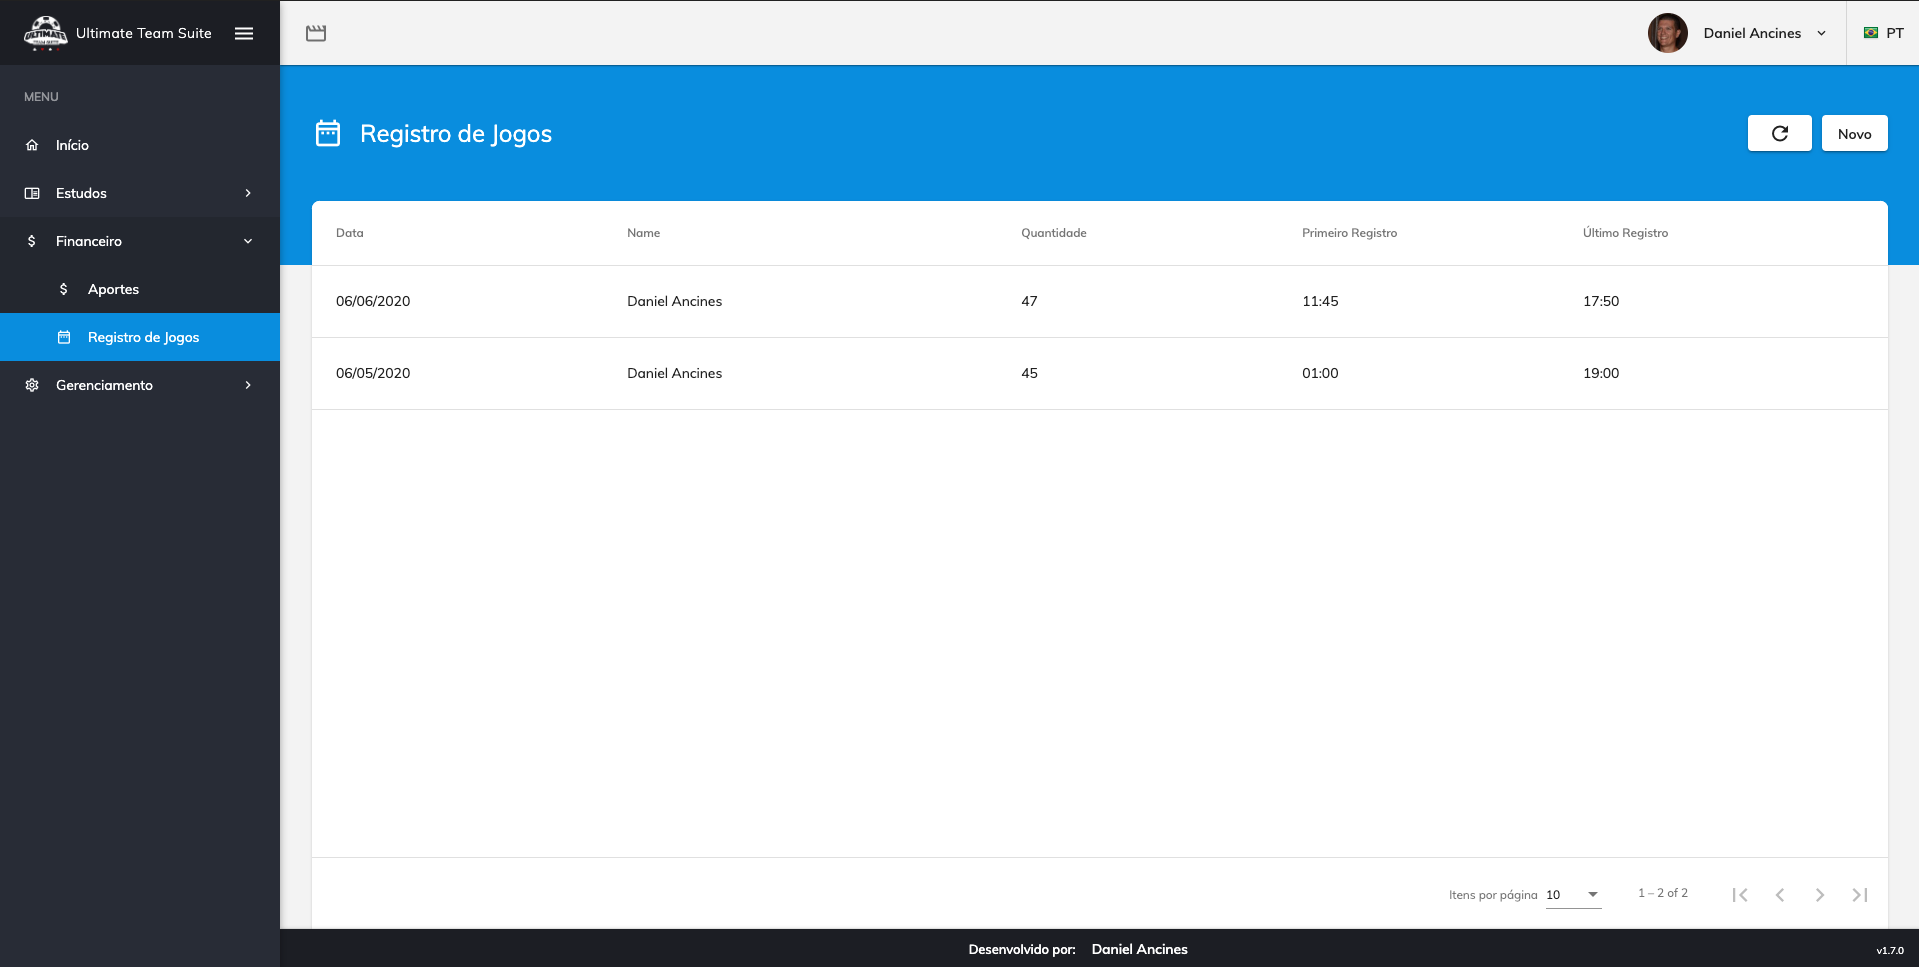 ULTIMATE
TEAM SUITE
Ultimate Team Suite
Daniel Ancines
PT
MENU
Início
Estudos
Financeiro
Aportes
Registro de Jogos
Gerenciamento
Registro de Jogos
Novo
Data Name Quantidade Primeiro Registro Último Registro
06/06/2020 Daniel Ancines 47 11:45 17:50
06/05/2020 Daniel Ancines 45 01:00 19:00
Itens por página 10 1 – 2 of 2
Desenvolvido por: Daniel Ancines
v1.7.0